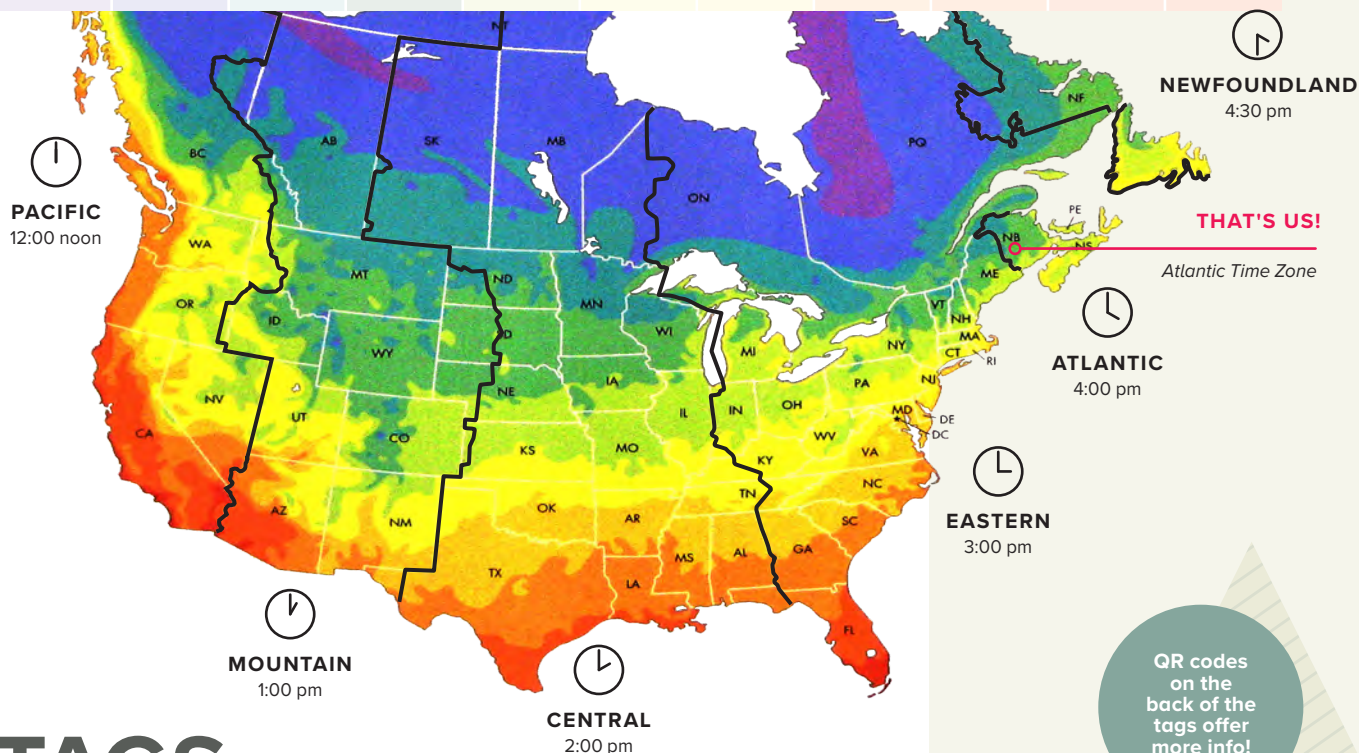 NT
NEWFOUNDLAND
4:30 pm
NF
BC
AB
SK
MB
ON
PQ
PACIFIC
12:00 noon
PE
THAT'S US!
NB
NS
Atlantic Time Zone
WA
MT
ND
MN
ME
OR
ID
WY
WI
MI
VT
NH
MA
NY
CT
RI
ATLANTIC
4:00 pm
NV
UT
CO
NE
IA
IL
IN
OH
PA
NJ
MD
DE
DC
CA
KS
MO
KY
WV
VA
AZ
NM
OK
AR
TN
NC
SC
EASTERN
3:00 pm
TX
LA
MS
AL
GA
FL
MOUNTAIN
1:00 pm
CENTRAL
2:00 pm
QR codes
on the
back of the
tags offer
more info!
TAGS